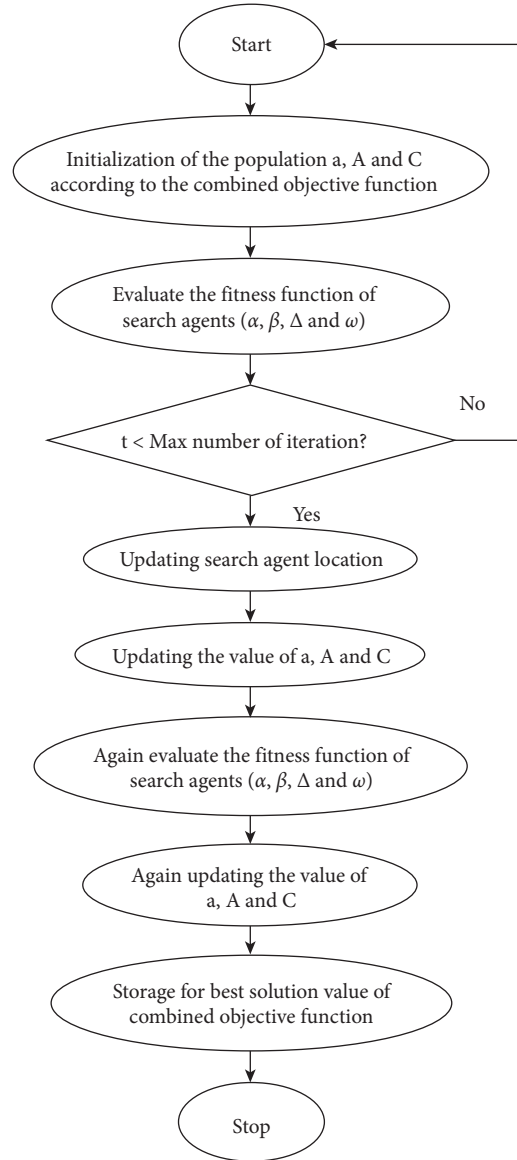 Start
Initialization of the population a, A and C
according to the combined objective function
Evaluate the fitness function of
search agents (α, β, Δ and ω)
No
t < Max number of iteration?
Yes
Updating search agent location
Updating the value of a, A and C
Again evaluate the fitness function of
search agents (α, β, Δ and ω)
Again updating the value of
a, A and C
Storage for best solution value of
combined objective function
Stop